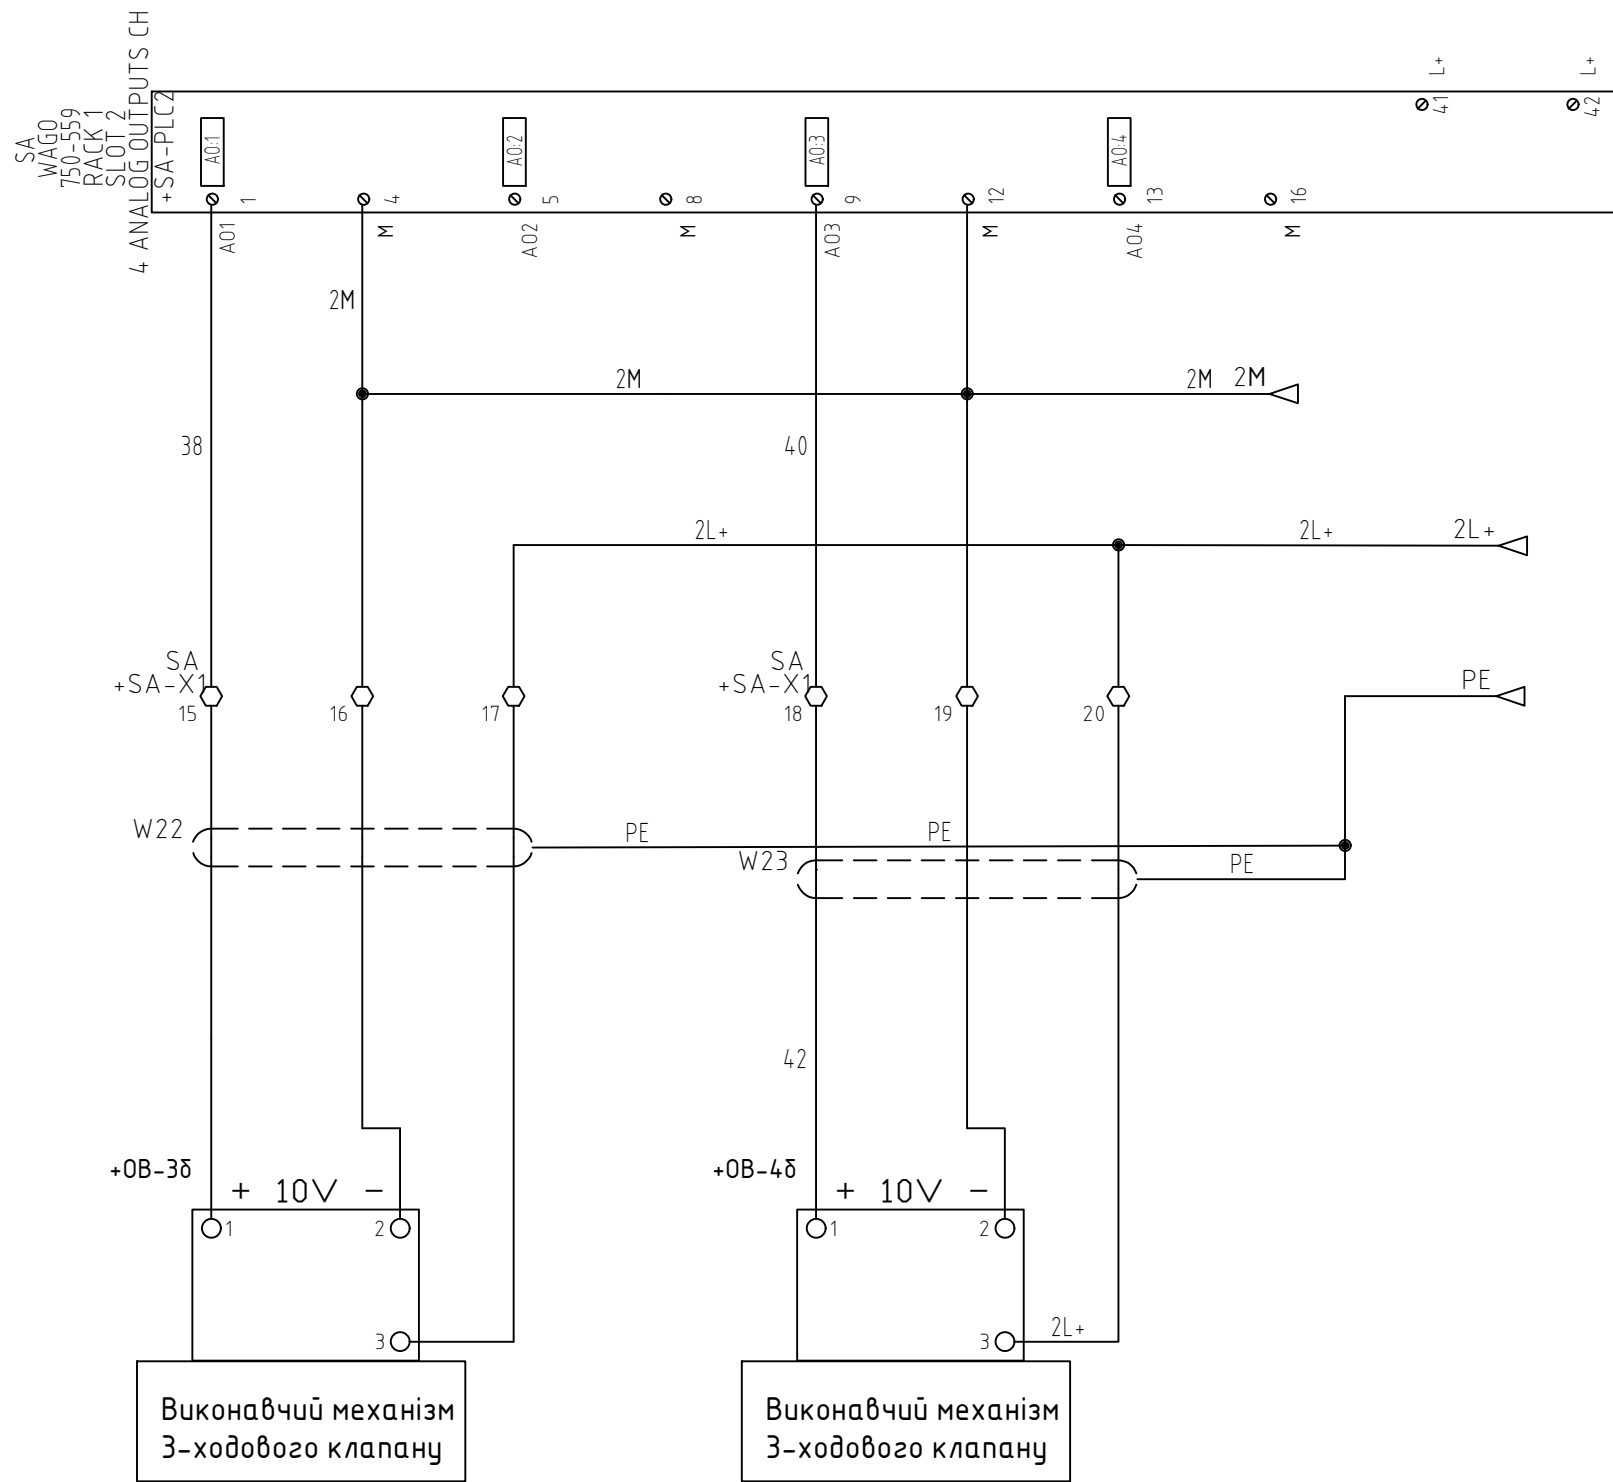 SA
WAGO
750-559
RACK 1
SLOT 2
4 ANALOG OUTPUTS CH
+SA-PLC2
AO:1
AO:2
AO:3
AO:4
1
4
5
8
9
12
13
16
41
42
L+
L+
AO1
M
AO2
M
AO3
M
AO4
M
2M
2M
2M
2M
38
40
2L+
2L+
2L+
SA
+SA-X1
15
16
17
SA
+SA-X1
18
19
20
PE
W22
PE
PE
W23
PE
42
+ОВ-3б
+ 10V -
1
2
3
+ОВ-4б
+ 10V -
1
2
3
2L+
Виконавчий механізм
3-ходового клапану
Виконавчий механізм
3-ходового клапану